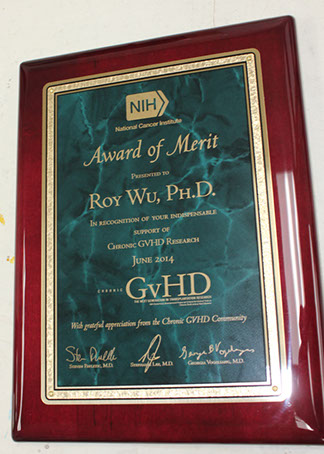 NIH
National Cancer Institute
Award of Merit
PRESENTED TO
ROY WU, PH.D.
IN RECOGNITION OF YOUR INDISPENSABLE
SUPPORT OF
CHRONIC GVHD RESEARCH
JUNE 2014
CHRONIC GvHD
With grateful appreciation from the Chronic GVHD Community
STEVEN PAVLETIC, M.D. STEPHANIE LEE, M.D. GEORGIA VOGELSANG, M.D.